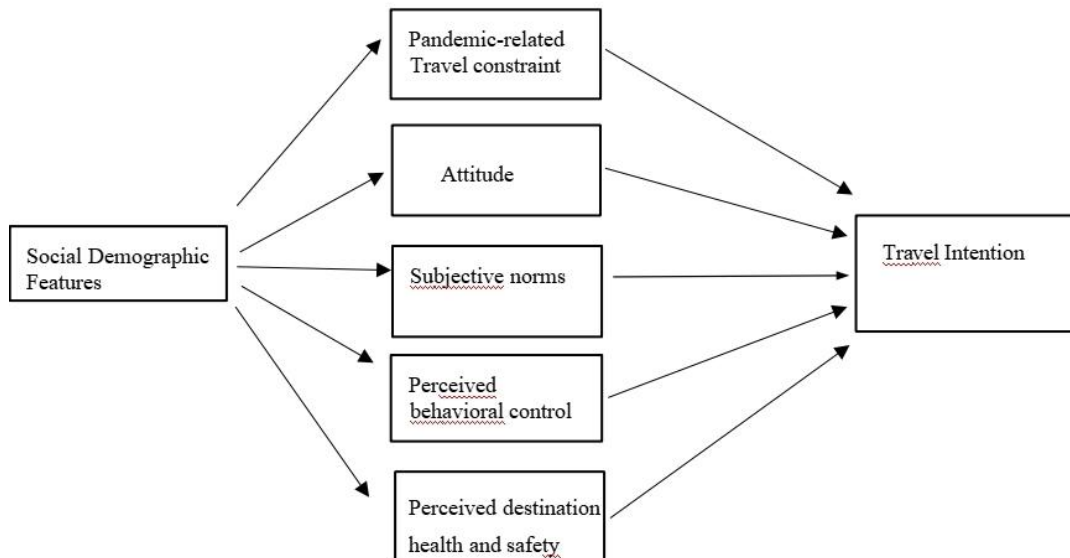 Pandemic-related
Travel constraint
Attitude
Social Demographic
Features
Subjective norms
Travel Intention
Perceived
behavioral control
Perceived destination
health and safety